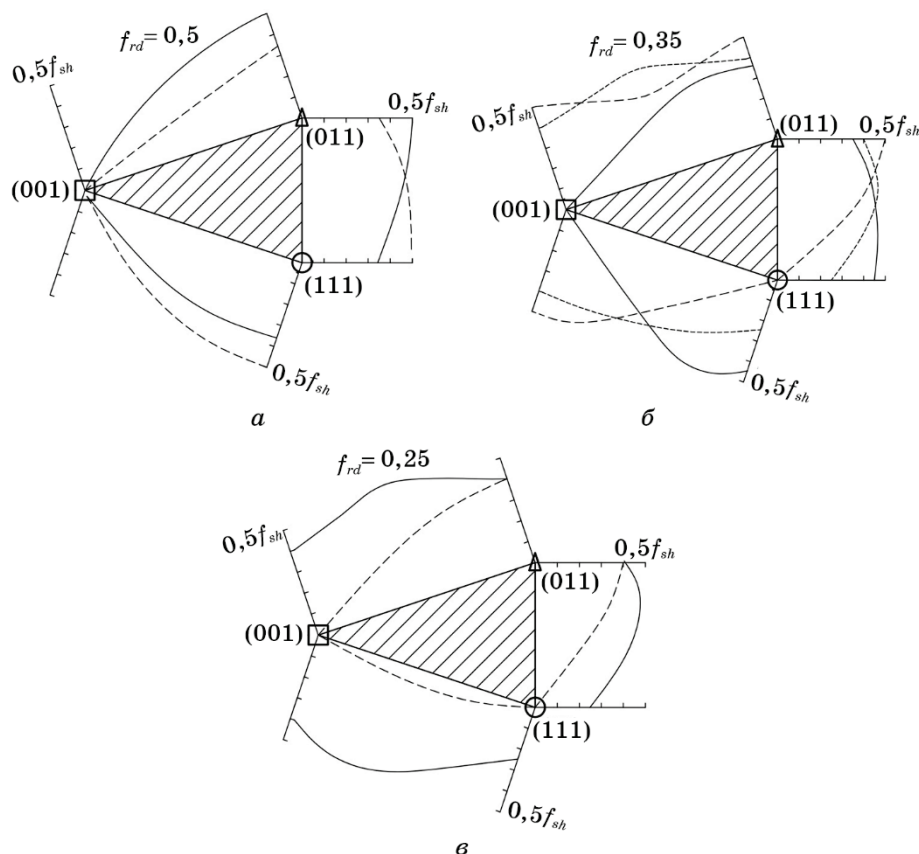 f_rd = 0,5
0,5f_sh
0,5f_sh
(011)
(001)
(111)
0,5f_sh
а
f_rd = 0,35
0,5f_sh
(011)
0,5f_sh
(001)
(111)
0,5f_sh
б
f_rd = 0,25
0,5f_sh
0,5f_sh
(011)
(001)
(111)
0,5f_sh
в